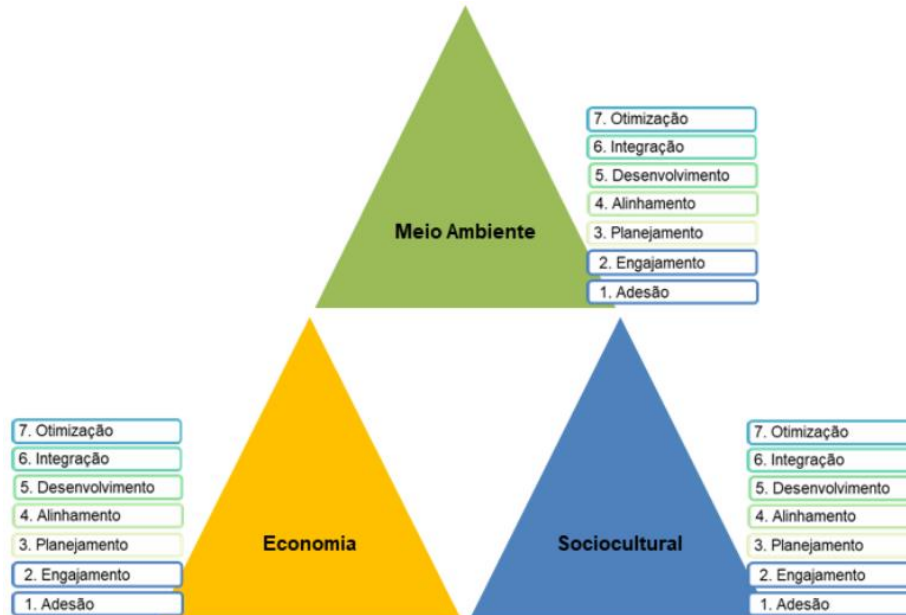 7. Otimização
6. Integração
5. Desenvolvimento
4. Alinhamento
3. Planejamento
2. Engajamento
1. Adesão
Meio Ambiente
7. Otimização
6. Integração
5. Desenvolvimento
4. Alinhamento
3. Planejamento
2. Engajamento
1. Adesão
Economia
Sociocultural
7. Otimização
6. Integração
5. Desenvolvimento
4. Alinhamento
3. Planejamento
2. Engajamento
1. Adesão